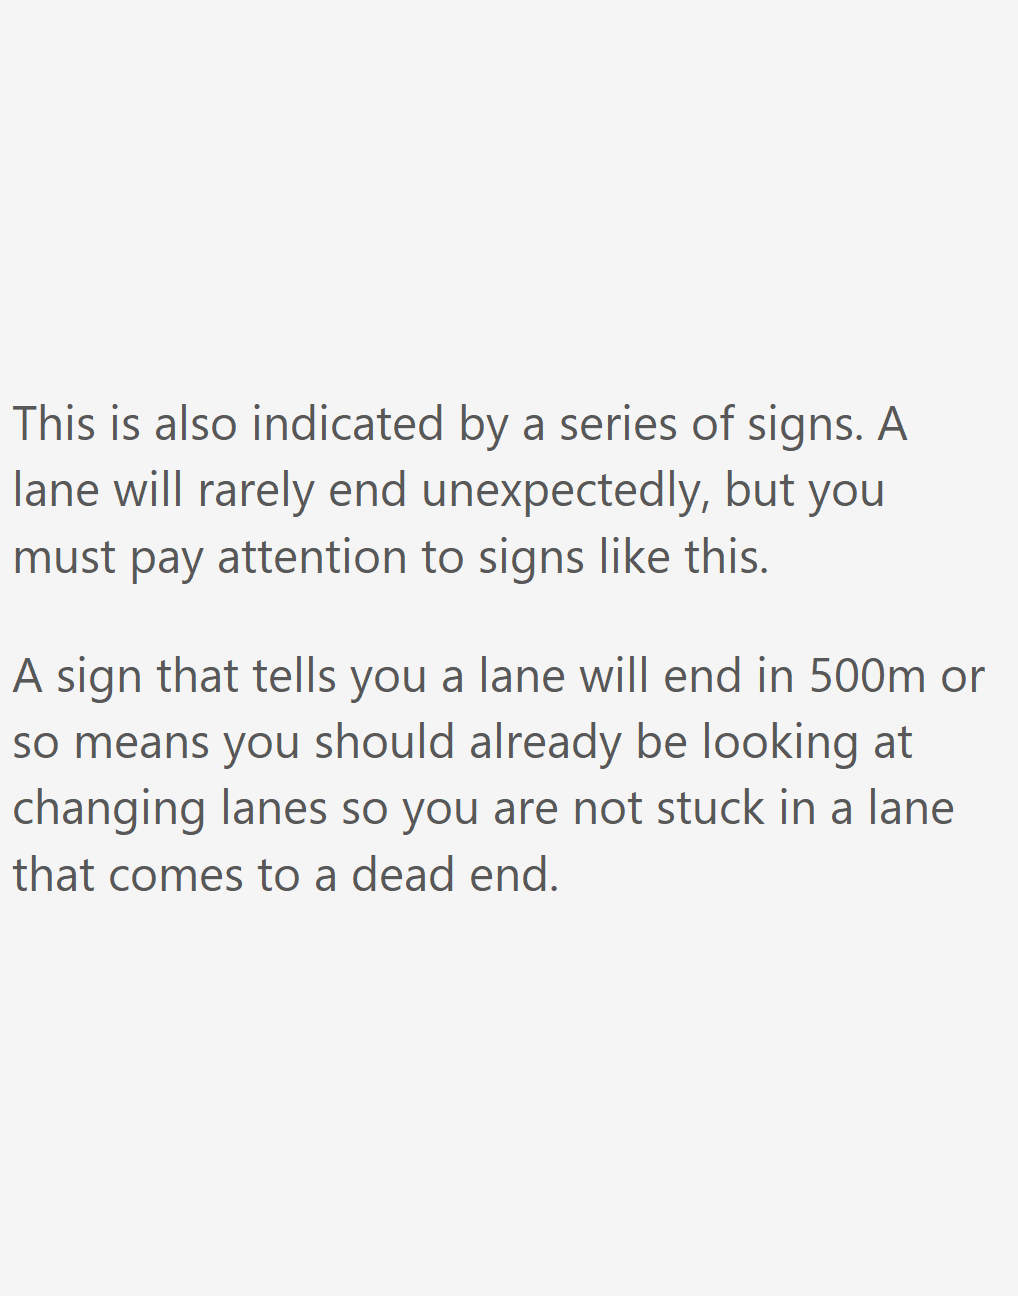 This is also indicated by a series of signs. A
lane will rarely end unexpectedly, but you
must pay attention to signs like this.
A sign that tells you a lane will end in 500m or
so means you should already be looking at
changing lanes so you are not stuck in a lane
that comes to a dead end.